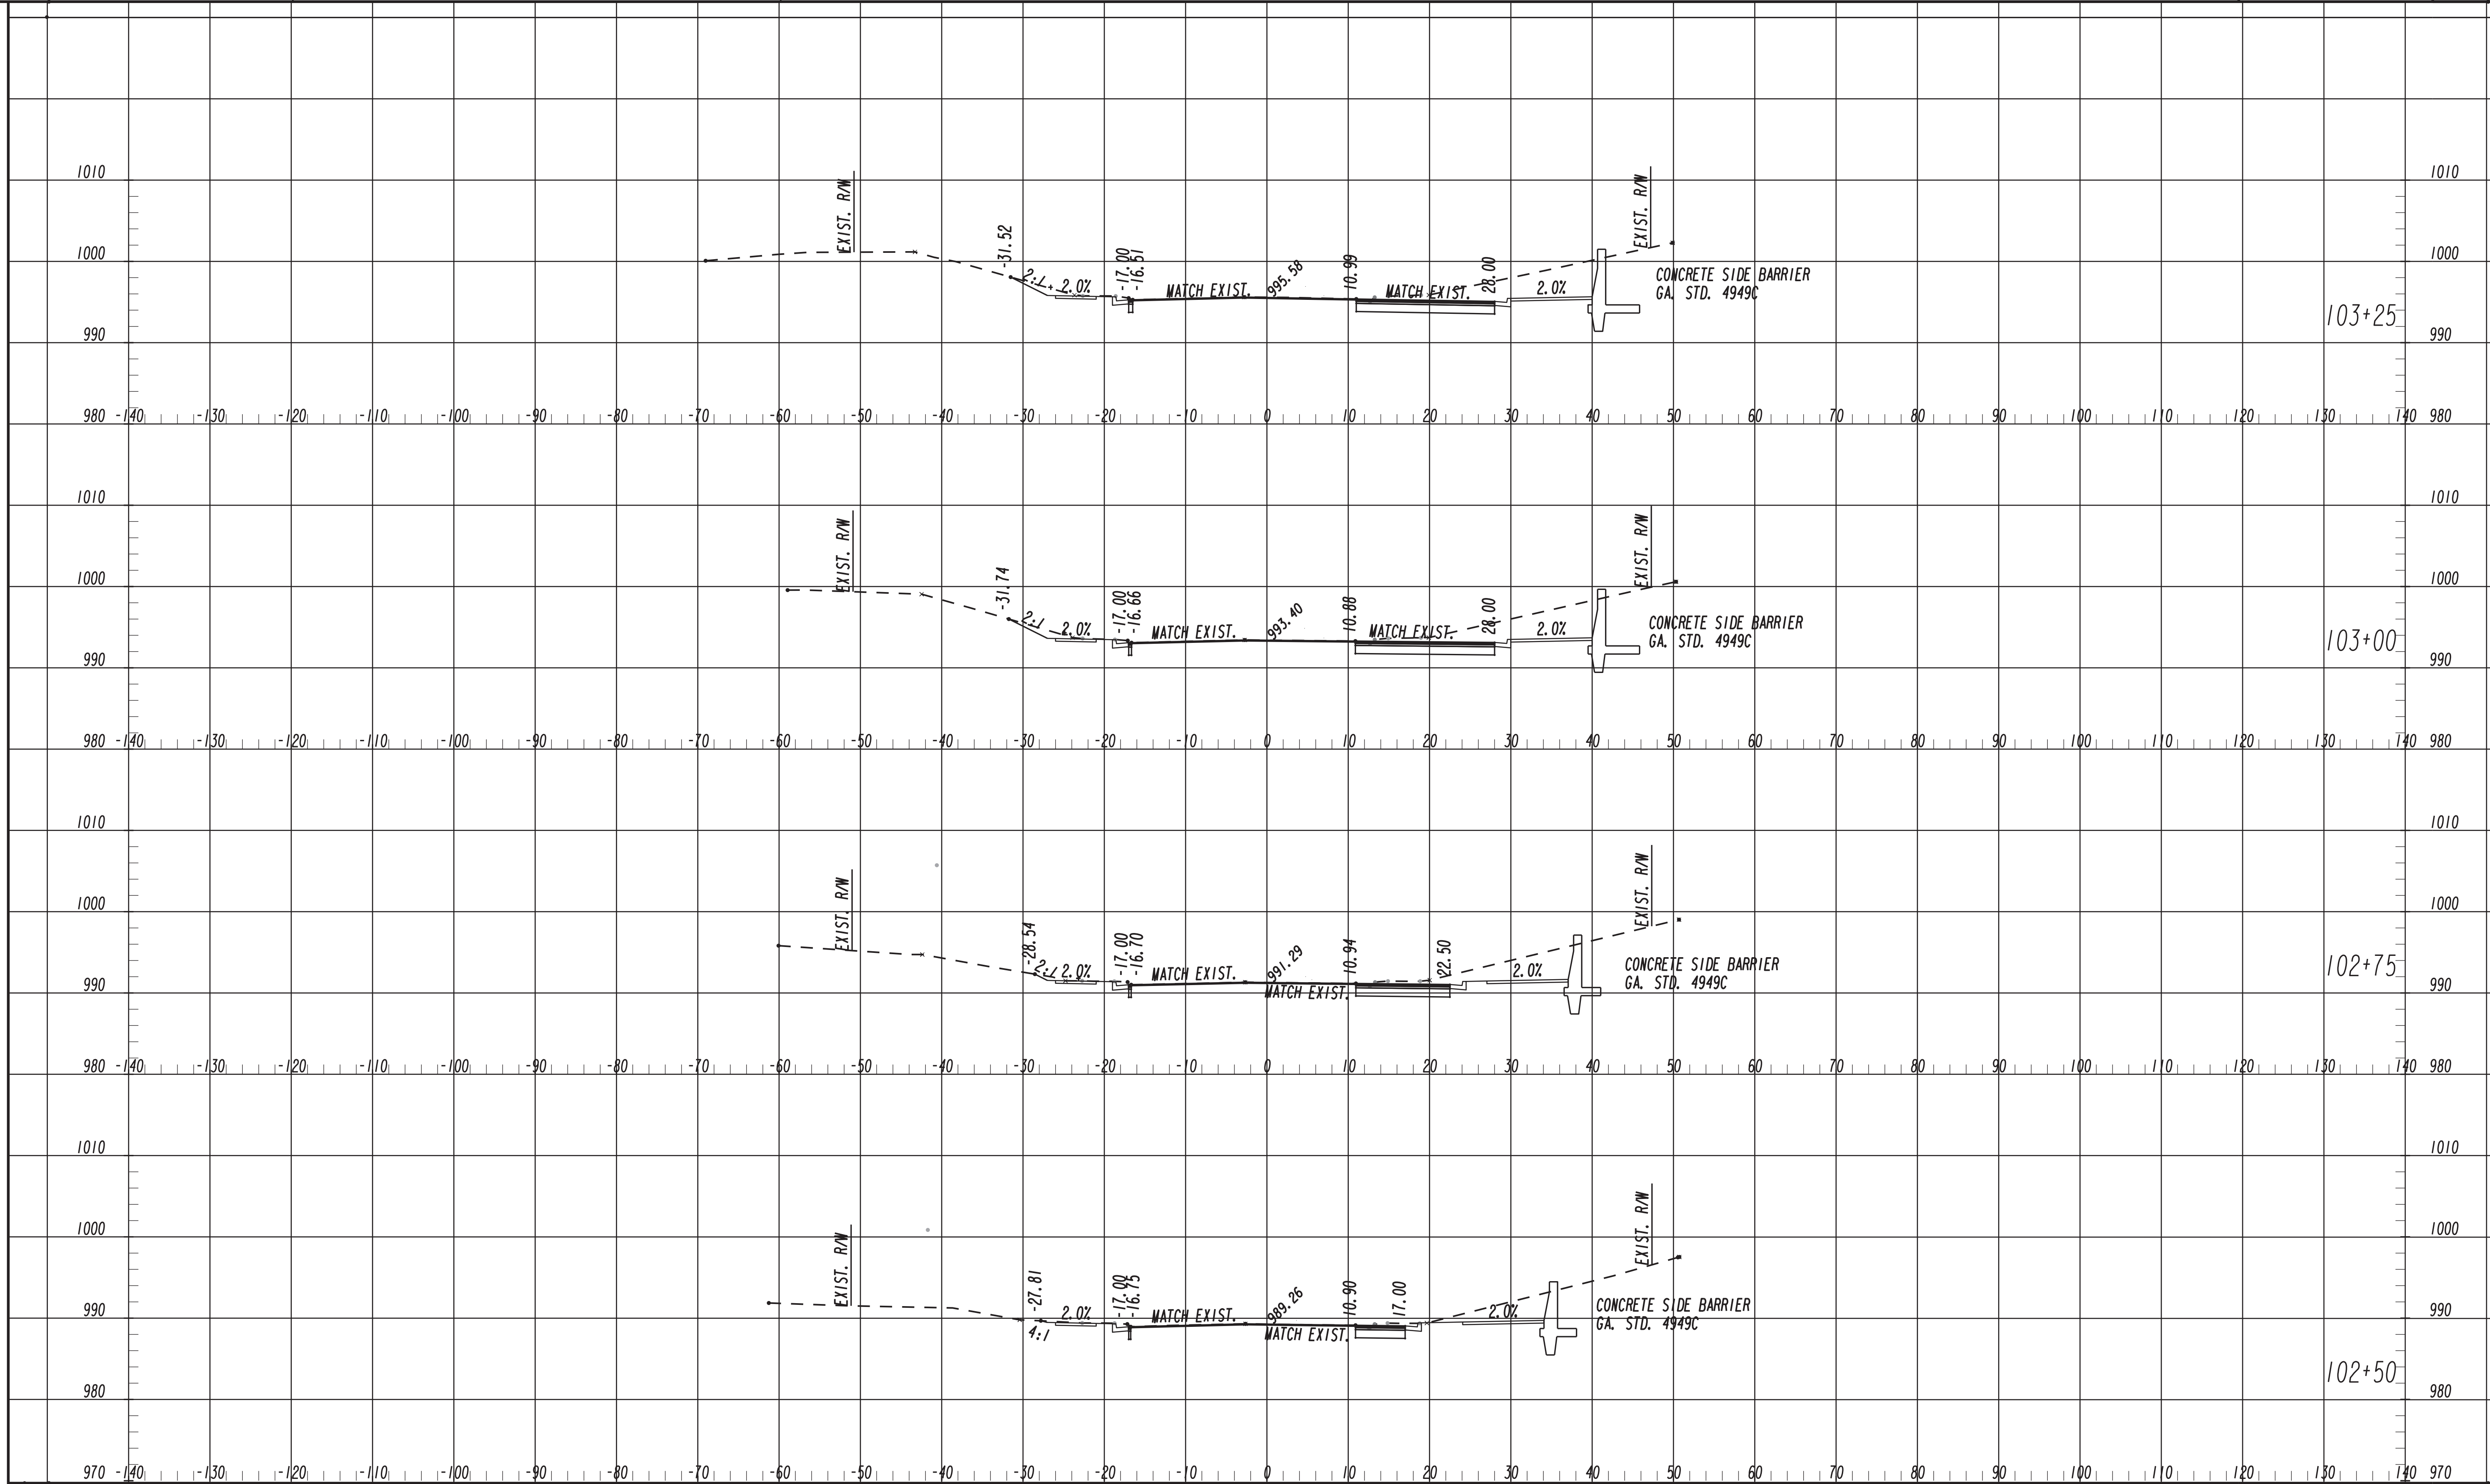 1010 1010
EXIST. R/W EXIST. R/W
1000 -31.52 -17.00 -16.51 995.58 10.99 28.00 1000
2:1 2.0% MATCH EXIST. MATCH EXIST. 2.0% CONCRETE SIDE BARRIER
GA. STD. 4949C
103+25
990 990
980 -140 -130 -120 -110 -100 -90 -80 -70 -60 -50 -40 -30 -20 -10 0 10 20 30 40 50 60 70 80 90 100 110 120 130 140 980
1010 1010
EXIST. R/W EXIST. R/W
1000 -31.74 -17.00 -16.66 993.40 10.88 28.00 1000
2:1 2.0% MATCH EXIST. MATCH EXIST. 2.0% CONCRETE SIDE BARRIER
GA. STD. 4949C
103+00
990 990
980 -140 -130 -120 -110 -100 -90 -80 -70 -60 -50 -40 -30 -20 -10 0 10 20 30 40 50 60 70 80 90 100 110 120 130 140 980
1010 1010
EXIST. R/W EXIST. R/W
1000 1000
-28.54 -17.00 -16.70 991.29 10.94 22.50
2:1 2.0% MATCH EXIST. 2.0% CONCRETE SIDE BARRIER
GA. STD. 4949C
102+75
990 MATCH EXIST. 990
980 -140 -130 -120 -110 -100 -90 -80 -70 -60 -50 -40 -30 -20 -10 0 10 20 30 40 50 60 70 80 90 100 110 120 130 140 980
1010 1010
EXIST. R/W EXIST. R/W
1000 1000
-27.81 -17.00 -16.75 989.26 10.90 17.00
990 2.0% MATCH EXIST. 2.0% CONCRETE SIDE BARRIER 990
GA. STD. 4949C
4:1 MATCH EXIST.
102+50
980 980
970 -140 -130 -120 -110 -100 -90 -80 -70 -60 -50 -40 -30 -20 -10 0 10 20 30 40 50 60 70 80 90 100 110 120 130 140 970